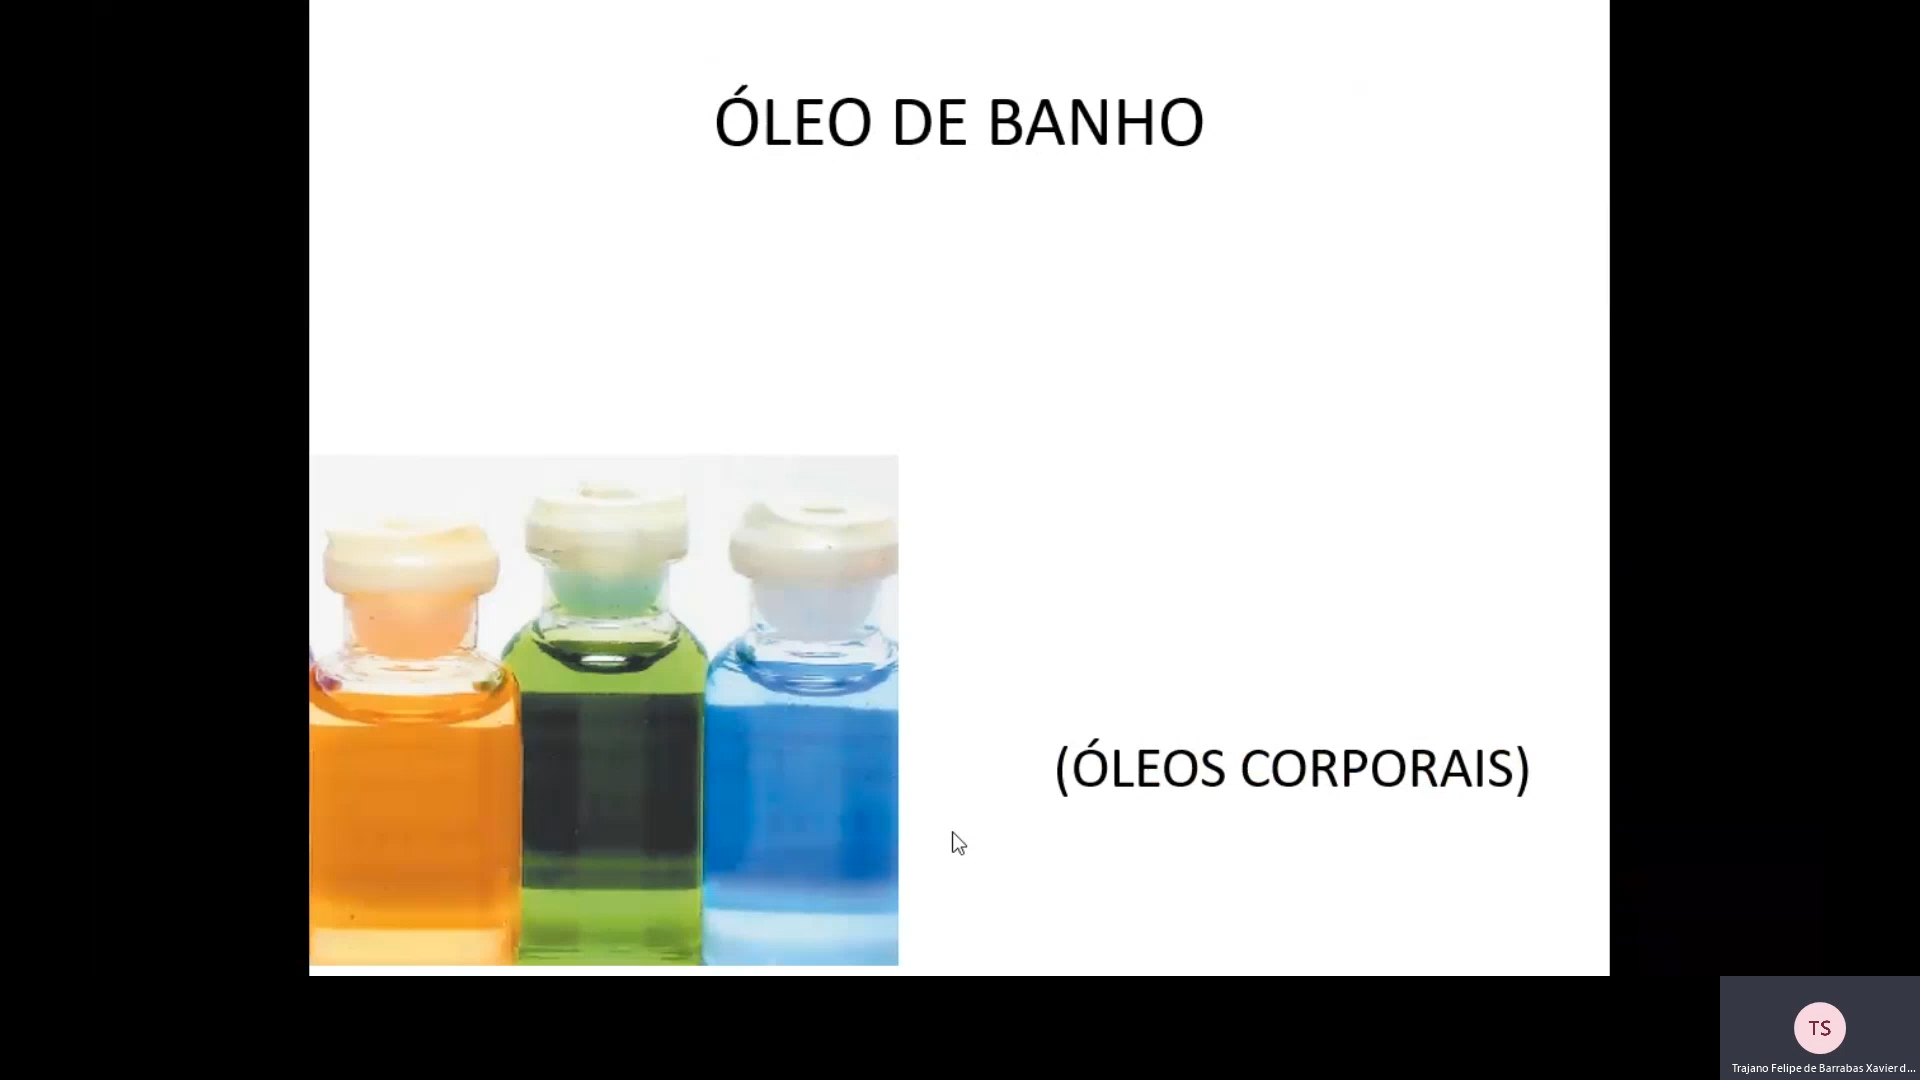 ÓLEO DE BANHO
(ÓLEOS CORPORAIS)
TS
Trajano Felipe de Barrabas Xavier d...